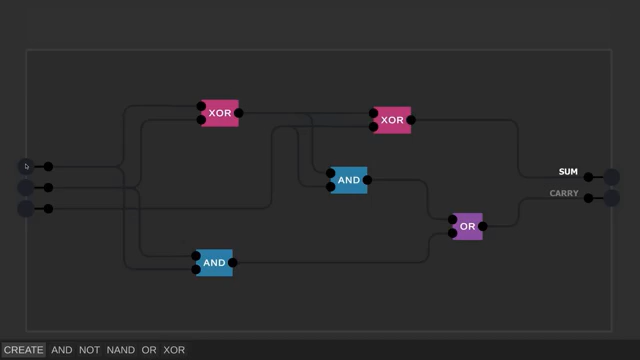 XOR
XOR
SUM
AND
CARRY
OR
AND
CREATE AND NOT NAND OR XOR